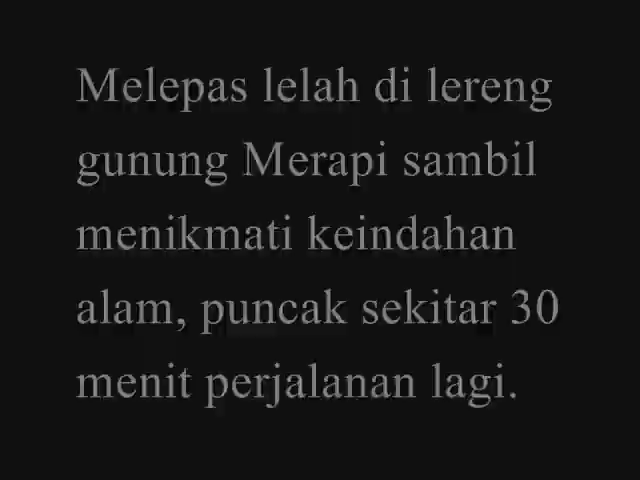 Melepas lelah di lereng
gunung Merapi sambil
menikmati keindahan
alam, puncak sekitar 30
menit perjalanan lagi.